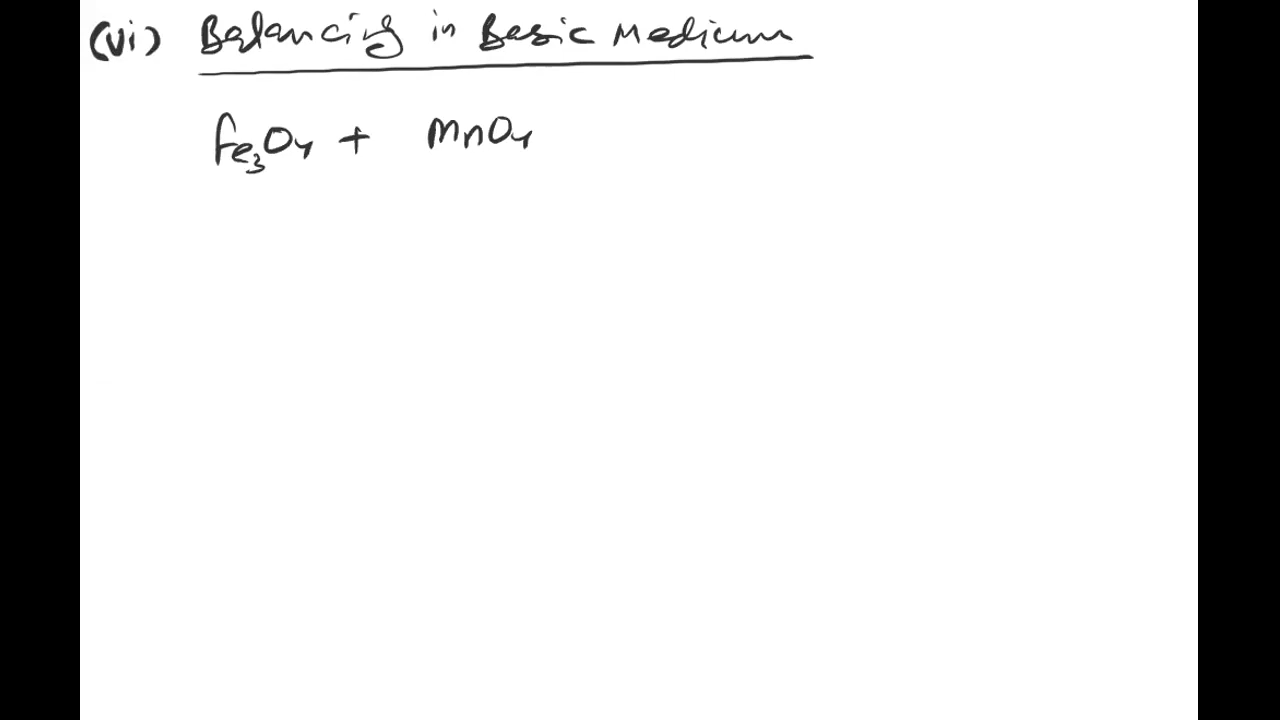 (vi) Balancing in Basic Medium
Fe₃O₄ + MnO₄